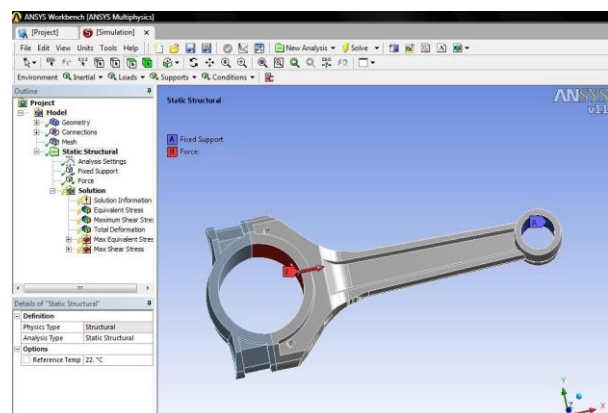 ANSYS Workbench [ANSYS Multiphysics]
[Project] [Simulation] ×
File Edit View Units Tools Help New Analysis Solve
Environment Inertial Loads Supports Conditions
Outline
Project
Model
Geometry
Connections
Mesh
Static Structural
Analysis Settings
Fixed Support
Force
Solution
Solution Information
Equivalent Stress
Maximum Shear Stre
Total Deformation
Max Equivalent Stres
Max Shear Stress
Details of "Static Structural"
Definition
Physics Type Structural
Analysis Type Static Structural
Options
Reference Temp 22. °C
Static Structural
A Fixed Support
B Force:
ANSYS
v11
B
A
Y
Z
X